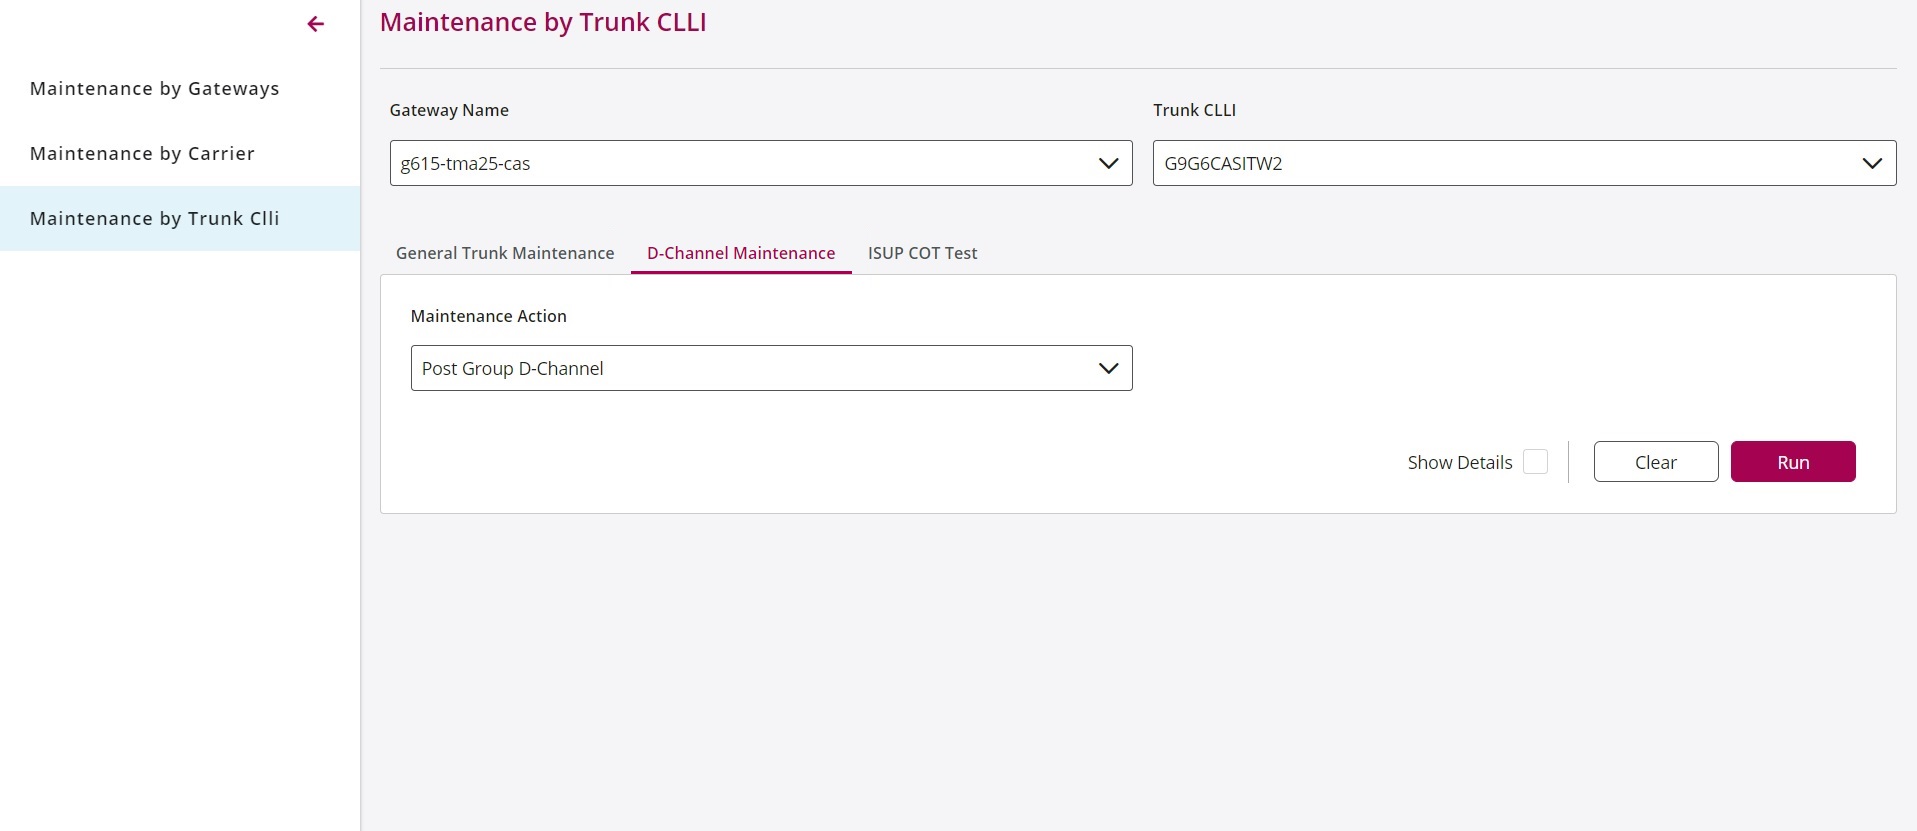 Maintenance by Trunk CLLI
Maintenance by Gateways
Maintenance by Carrier
Maintenance by Trunk Clli
Gateway Name
Trunk CLLI
g615-tma25-cas
G9G6CASITW2
General Trunk Maintenance
D-Channel Maintenance
ISUP COT Test
Maintenance Action
Post Group D-Channel
Show Details
Clear
Run